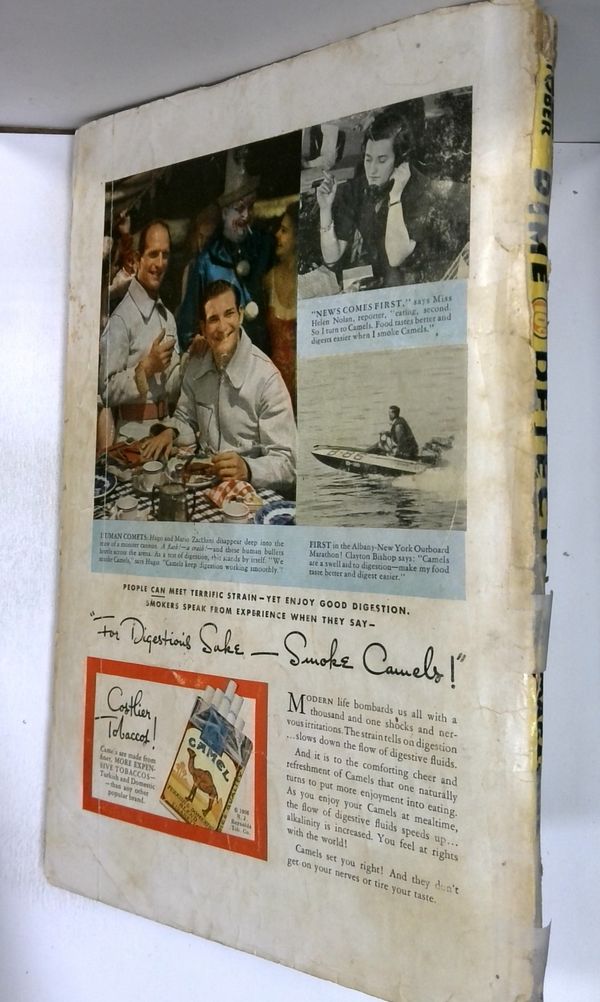 "NEWS COMES FIRST," says Miss
Helen Nolan, reporter, "eating, second.
So I turn to Camels. Food tastes better and
digests easier when I smoke Camels."
HUMAN COMETS: Hugo and Mario Zacchini disappear deep into the
maw of a monster cannon. A flash!—a crash!—and these human bullets
hurtle across the arena. As a test of digestion, this stands by itself. "We
smoke Camels," says Hugo. "Camels keep digestion working smoothly."
FIRST in the Albany-New York Outboard
Marathon! Clayton Bishop says: "Camels
are a swell aid to digestion—make my food
taste better and digest easier."
PEOPLE CAN MEET TERRIFIC STRAIN—YET ENJOY GOOD DIGESTION.
SMOKERS SPEAK FROM EXPERIENCE WHEN THEY SAY—
"For Digestion's Sake — Smoke Camels!"
Costlier
Tobaccos!
Camels are made from
finer, MORE EXPEN-
SIVE TOBACCOS—
Turkish and Domestic
—than any other
popular brand.
CAMEL
© 1936
R. J.
Reynolds
Tob. Co.
MODERN life bombards us all with a
thousand and one shocks and ner-
vous irritations. The strain tells on digestion
...slows down the flow of digestive fluids.
And it is to the comforting cheer and
refreshment of Camels that one naturally
turns to put more enjoyment into eating.
As you enjoy your Camels at mealtime,
the flow of digestive fluids speeds up...
alkalinity is increased. You feel at rights
with the world!
Camels set you right! And they don't
get on your nerves or tire your taste.
DIME DETECT